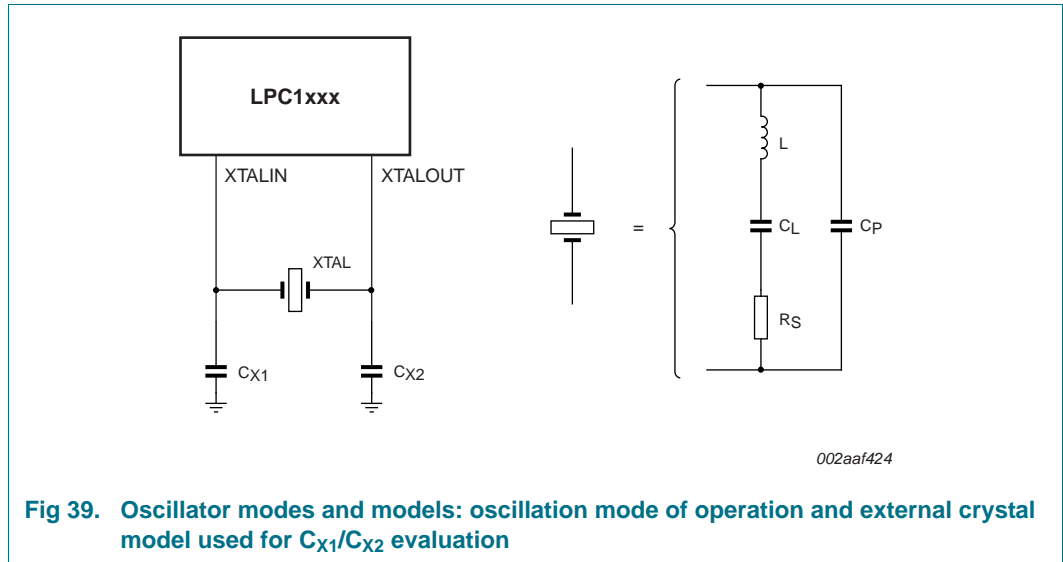 LPC1xxx
XTALIN
XTALOUT
XTAL
CX1
CX2
=
L
CL
CP
RS
002aaf424
Fig 39. Oscillator modes and models: oscillation mode of operation and external crystal
model used for CX1/CX2 evaluation